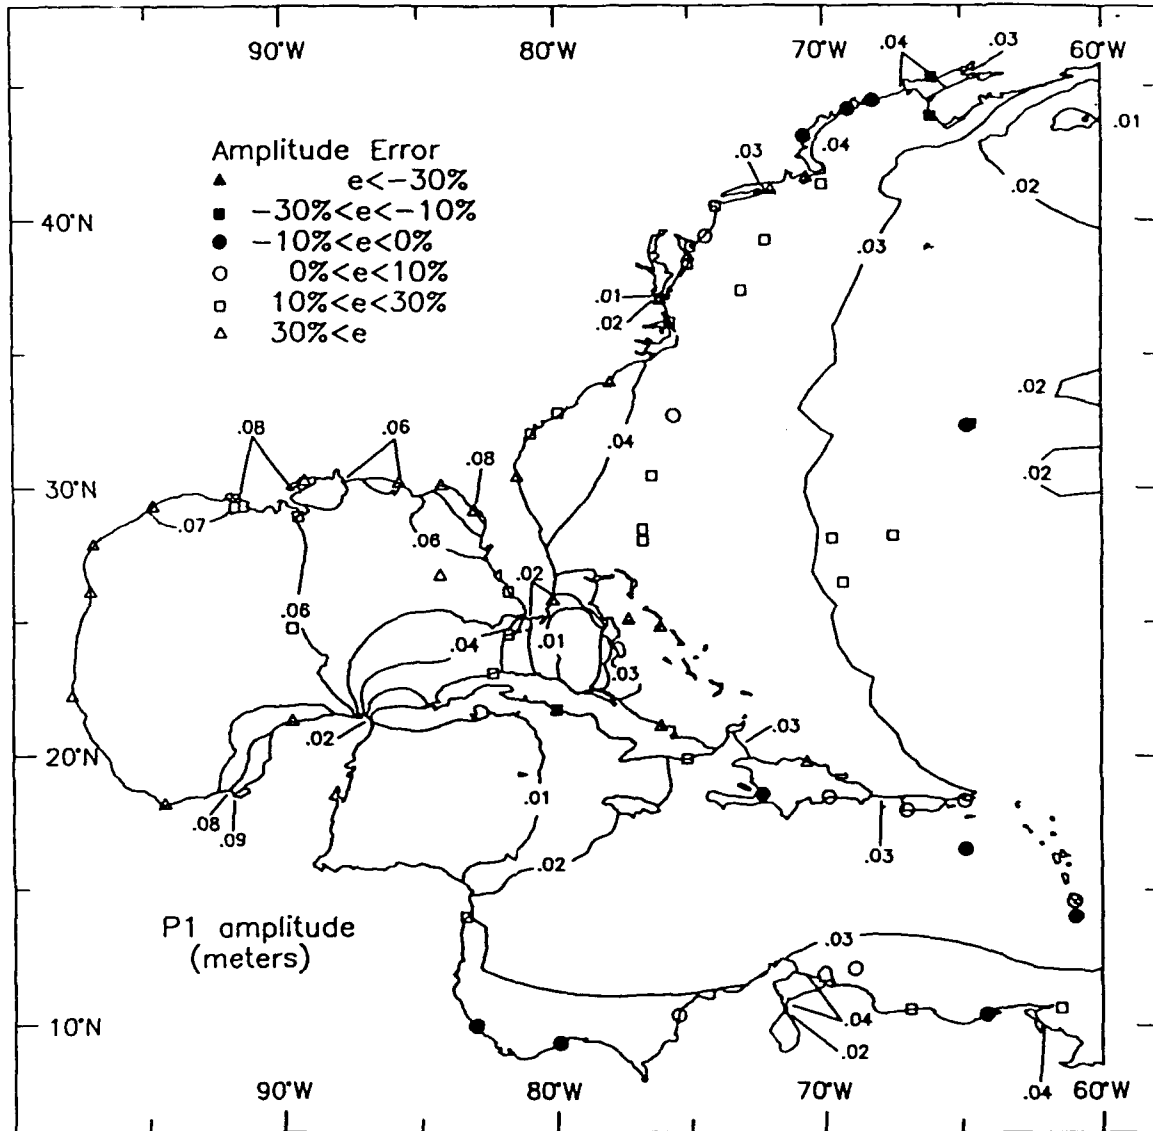 90°W 80°W 70°W 60°W
.04 .03
.01
Amplitude Error
e<-30%
-30%<e<-10%
-10%<e<0%
0%<e<10%
10%<e<30%
30%<e
.03 .04
.02
40°N
.03
.01
.02
.02
.08 .06
.04
.08
.02
30°N
.07
.06
.02
.06
.04 .01
.03
.02
.03
20°N
.01
.08
.09
.03
.02
P1 amplitude
(meters)
.03
10°N
.04
.02
90°W 80°W 70°W .04 60°W